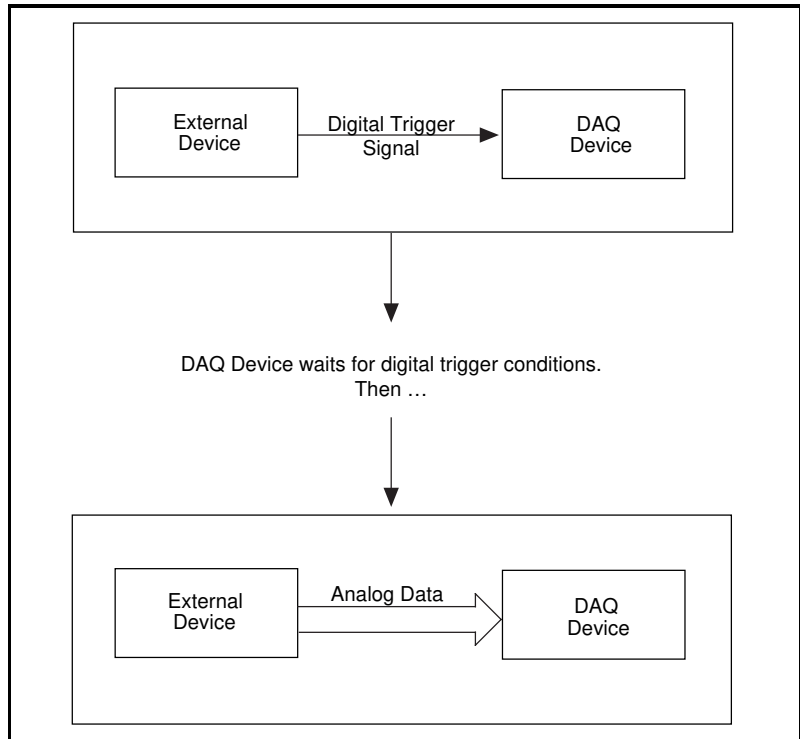 External
Device
Digital Trigger
Signal
DAQ
Device
DAQ Device waits for digital trigger conditions.
Then …
External
Device
Analog Data
DAQ
Device